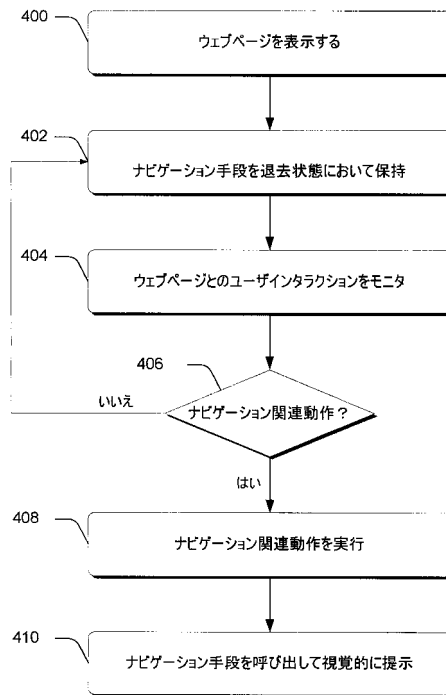 400
ウェブページを表示する
402
ナビゲーション手段を退去状態において保持
404
ウェブページとのユーザインタラクションをモニタ
406
ナビゲーション関連動作？
いいえ
はい
408
ナビゲーション関連動作を実行
410
ナビゲーション手段を呼び出して視覚的に提示